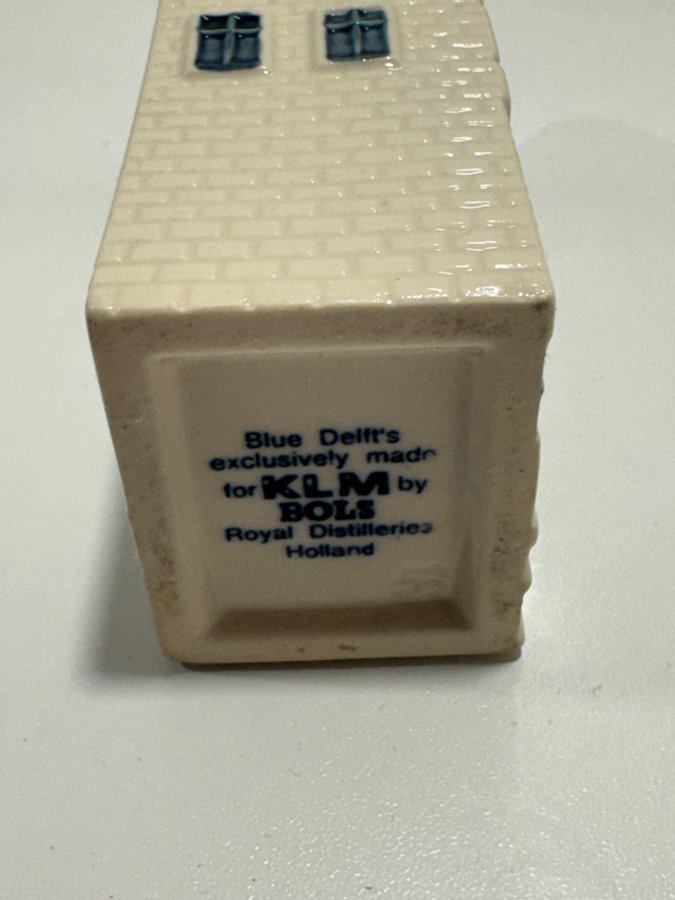 Blue Delft's
exclusively made
for KLM by
BOLS
Royal Distilleries
Holland